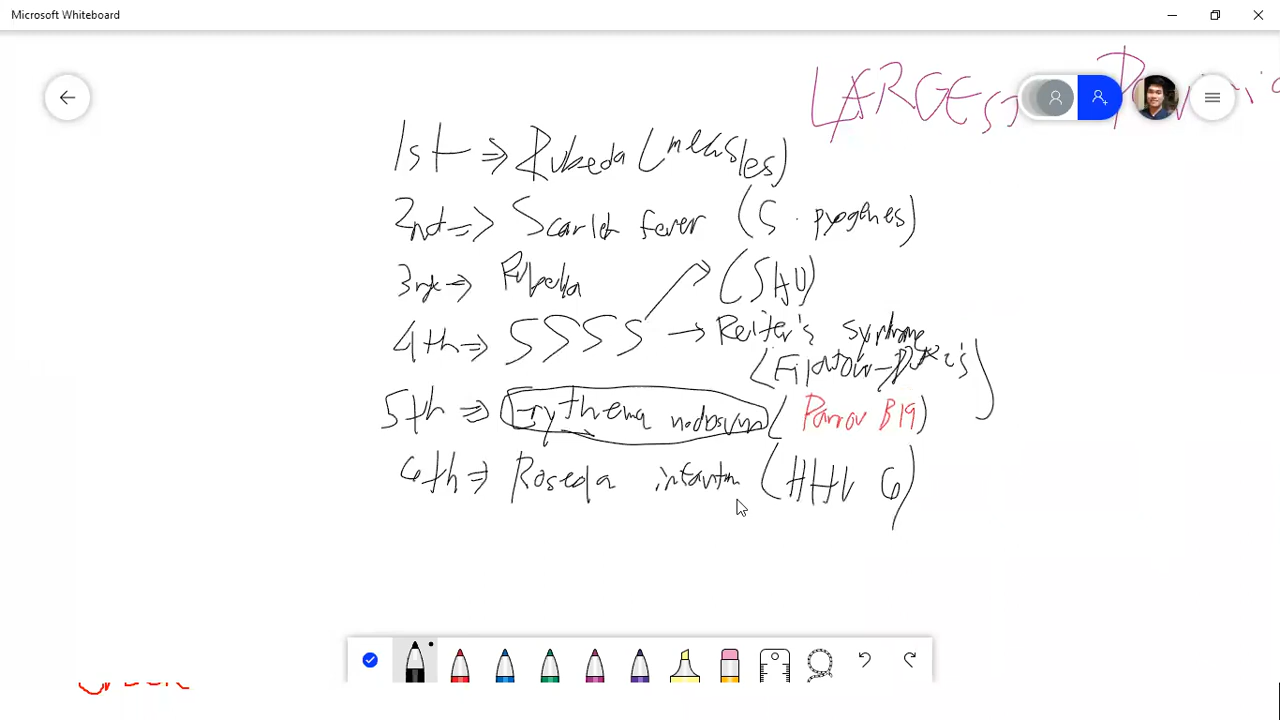 Microsoft Whiteboard
LARGEST
1st => Rubeola (measles)
2nd => Scarlet fever (S. pyogenes)
3rd => Rubella
(SAU)
4th => SSSS -> Reiter's syndrome
5th => Erythema nodosum (Parvov B19)
6th => Roseola infantum (HHV 6)